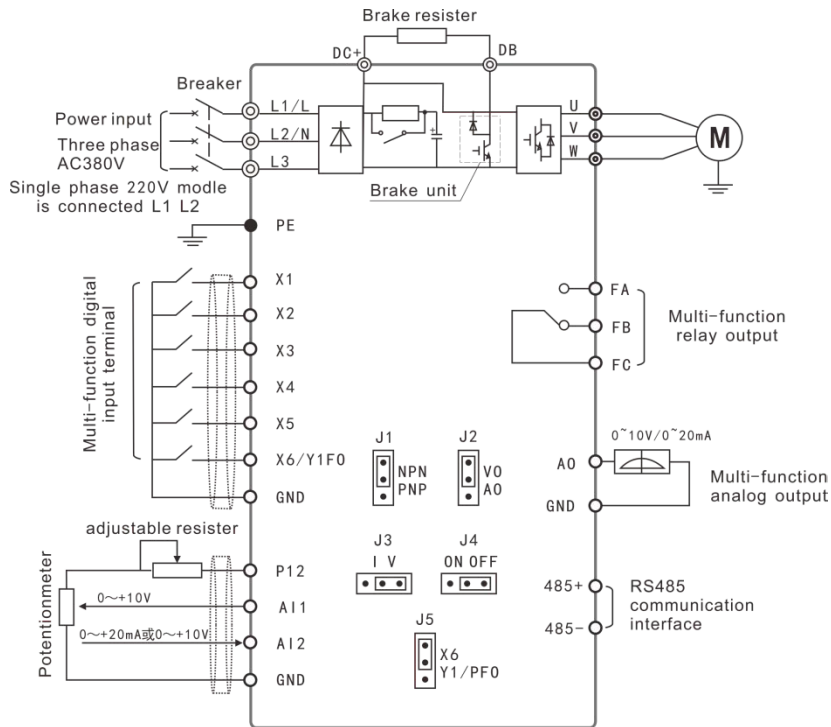 Brake resister
DC+
DB
Breaker
Power input
Three phase
AC380V
Single phase 220V modle
is connected L1 L2
L1/L
L2/N
L3
+
Brake unit
U
V
W
M
PE
Multi-function digital
input terminal
X1
X2
X3
X4
X5
X6/Y1FO
GND
FA
FB
FC
Multi-function
relay output
J1
NPN
PNP
J2
VO
AO
0~10V/0~20mA
AO
GND
Multi-function
analog output
J3
I V
J4
ON OFF
J5
X6
Y1/PFO
485+
485-
RS485
communication
interface
adjustable resister
Potentionmeter
P12
0~+10V
AI1
0~+20mA或0~+10V
AI2
GND